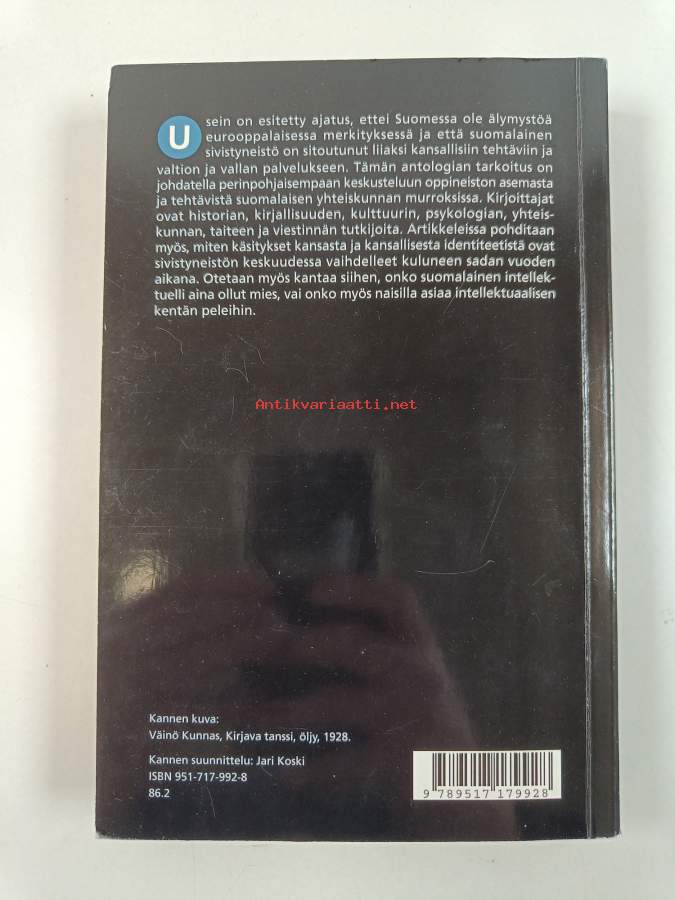 Usein on esitetty ajatus, ettei Suomessa ole älymystöä
eurooppalaisessa merkityksessä ja että suomalainen
sivistyneistö on sitoutunut liiaksi kansallisiin tehtäviin ja
valtion ja vallan palvelukseen. Tämän antologian tarkoitus on
johdatella perinpohjaisempaan keskusteluun oppineiston asemasta
ja tehtävistä suomalaisen yhteiskunnan murroksissa. Kirjoittajat
ovat historian, kirjallisuuden, kulttuurin, psykologian, yhteis-
kunnan, taiteen ja viestinnän tutkijoita. Artikkeleissa pohditaan
myös, miten käsitykset kansasta ja kansallisesta identiteetistä ovat
sivistyneistön keskuudessa vaihdelleet kuluneen sadan vuoden
aikana. Otetaan myös kantaa siihen, onko suomalainen intellek-
tuelli aina ollut mies, vai onko myös naisilla asiaa intellektuaalisen
kentän peleihin.
Antikvariaatti.net
Kannen kuva:
Väinö Kunnas, Kirjava tanssi, öljy, 1928.
Kannen suunnittelu: Jari Koski
ISBN 951-717-992-8
86.2
9 789517 179928